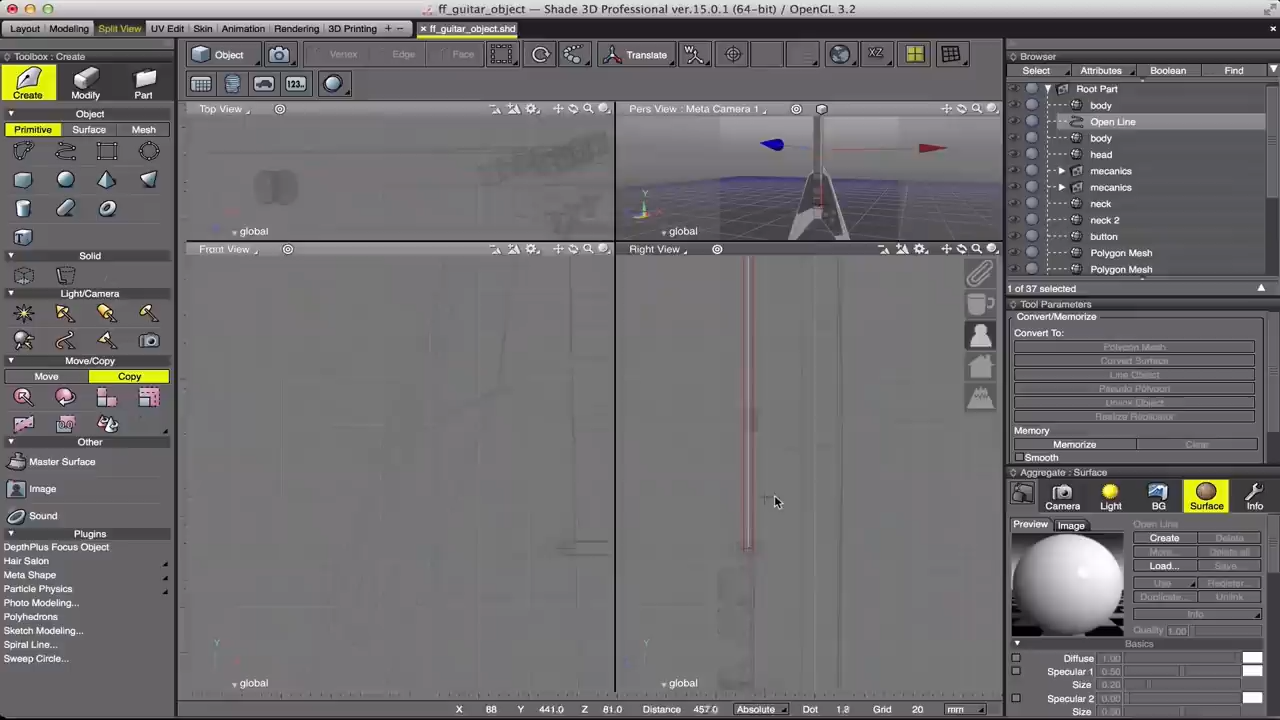 ff_guitar_object — Shade 3D Professional ver.15.0.1 (64-bit) / OpenGL 3.2
Layout Modeling Split View UV Edit Skin Animation Rendering 3D Printing + −
× ff_guitar_object.shd
Toolbox : Create
Create Modify Part
Object
Primitive Surface Mesh
Solid
Light/Camera
Move/Copy
Move Copy
Other
Master Surface
Image
Sound
Plugins
DepthPlus Focus Object
Hair Salon
Meta Shape
Particle Physics
Photo Modeling...
Polyhedrons
Sketch Modeling...
Spiral Line...
Sweep Circle...
Object Vertex Edge Face Translate XZ
123..
Top View
global
Pers View : Meta Camera 1
Y
global
Front View
Y
global
Right View
Y
global
X 88 Y 441.0 Z 81.0 Distance 457.0 Absolute Dot 1.8 Grid 20 mm
Browser
Select Attributes Boolean Find
Root Part
body
Open Line
body
head
mecanics
mecanics
neck
neck 2
button
Polygon Mesh
Polygon Mesh
1 of 37 selected
Tool Parameters
Convert/Memorize
Convert To:
Polygon Mesh
Curved Surface
Line Object
Pseudo Polygon
Unlink Object
Realize Replicator
Memory
Memorize Clear
Smooth
Aggregate : Surface
Camera Light BG Surface Info
Preview Image
Open Line
Create Delete
More... Delete all
Load... Save...
Use Register...
Duplicate... Unlink
Info
Quality 1.00
Basics
Diffuse 1.00
Specular 1 0.50
Size 0.20
Specular 2 0.00
Size